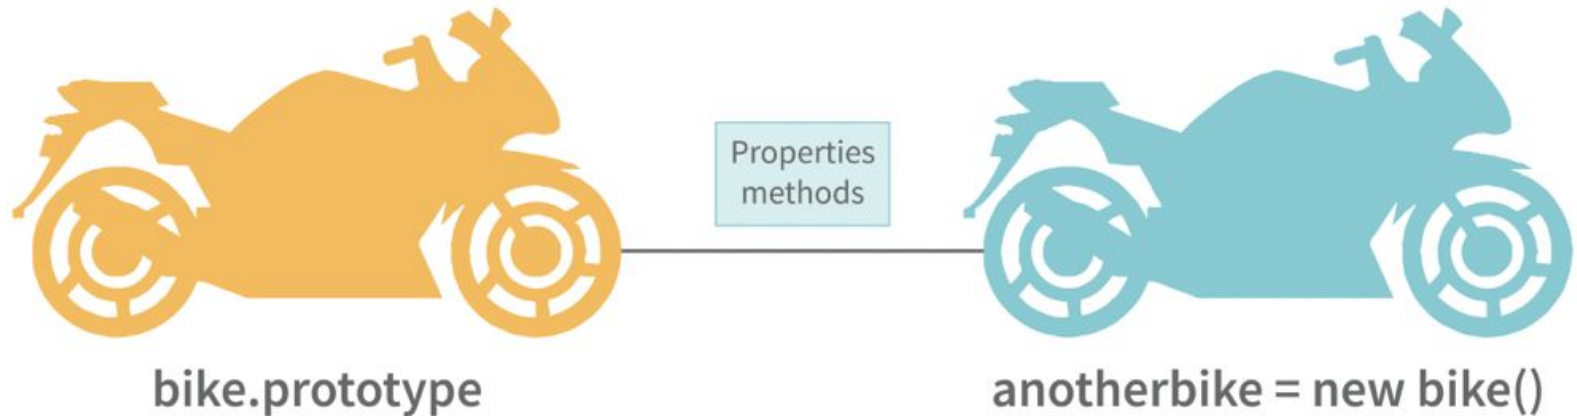 Properties
methods
bike.prototype
anotherbike = new bike()